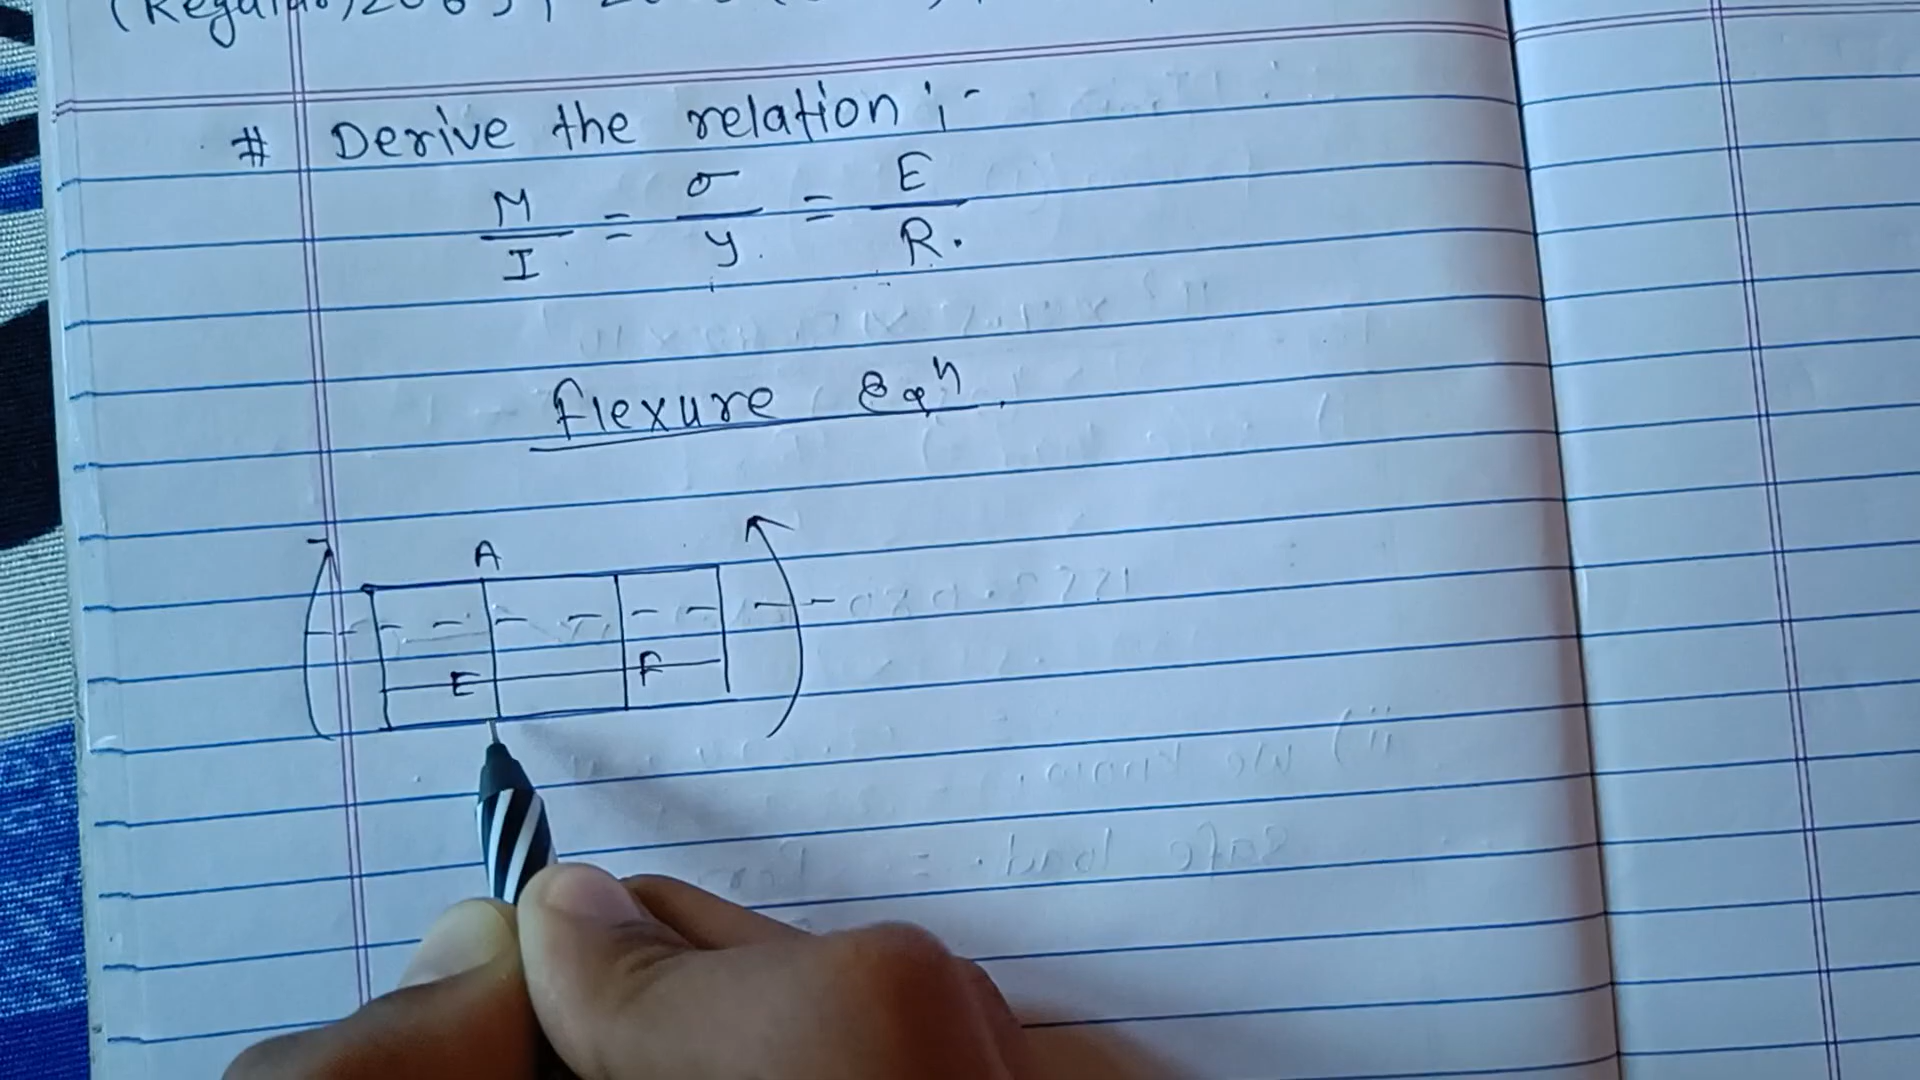 # Derive the relation :-
M/I = σ/y = E/R.
flexure eqⁿ.
A
E F